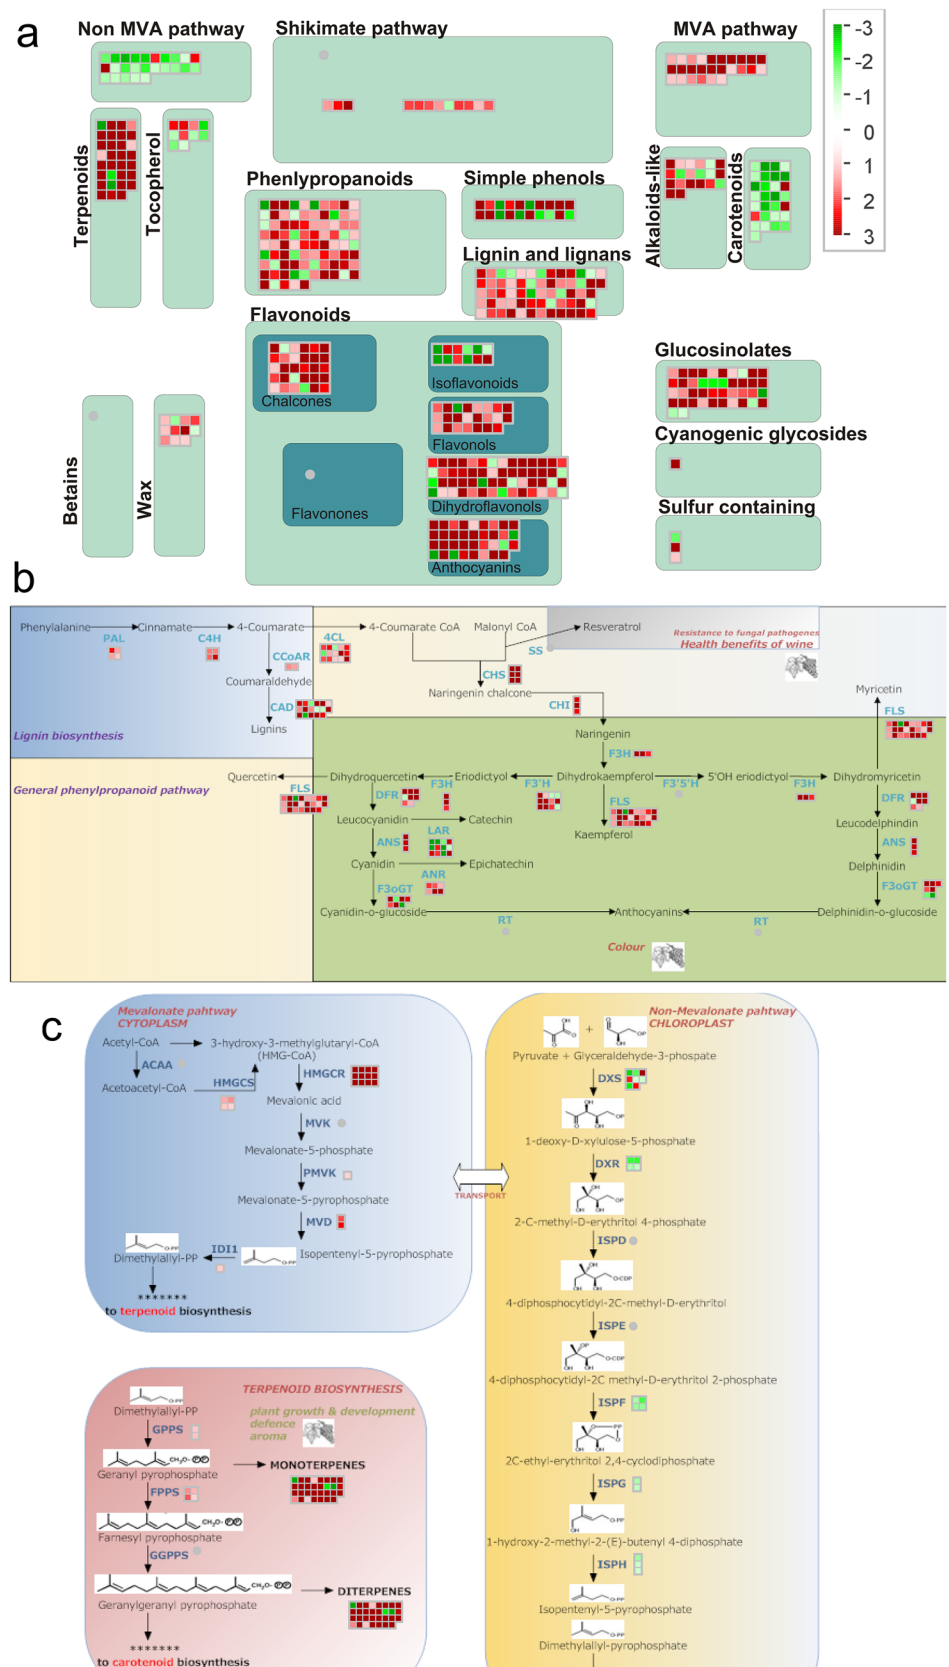 a
Non MVA pathway
Shikimate pathway
MVA pathway
-3
-2
-1
0
1
2
3
Terpenoids
Tocopherol
Phenlypropanoids
Simple phenols
Alkaloids-like
Carotenoids
Lignin and lignans
Flavonoids
Chalcones
Isoflavonoids
Flavonols
Flavonones
Dihydroflavonols
Anthocyanins
Glucosinolates
Cyanogenic glycosides
Sulfur containing
Betains
Wax
b
Phenylalanine
Cinnamate
4-Coumarate
4-Coumarate CoA
Malonyl CoA
Resveratrol
PAL
C4H
4CL
SS
Resistance to fungal pathogenes
Health benefits of wine
CCoAR
Coumaraldehyde
CHS
Naringenin chalcone
CAD
CHI
Myricetin
FLS
Lignins
Lignin biosynthesis
Naringenin
F3H
General phenylpropanoid pathway
Quercetin
Dihydroquercetin
Eriodictyol
Dihydrokaempferol
5'OH eriodictyol
Dihydromyricetin
FLS
F3H
F3'H
F3'5'H
F3H
DFR
FLS
DFR
Leucocyanidin
Catechin
Kaempferol
Leucodelphindin
LAR
ANS
ANS
Cyanidin
Epichatechin
Delphinidin
ANR
F3oGT
F3oGT
Cyanidin-o-glucoside
RT
Anthocyanins
RT
Delphinidin-o-glucoside
Colour
c
Mevalonate pahtway
CYTOPLASM
Acetyl-CoA
3-hydroxy-3-methylglutaryl-CoA
(HMG-CoA)
ACAA
Acetoacetyl-CoA
HMGCS
HMGCR
Mevalonic acid
MVK
Mevalonate-5-phosphate
PMVK
Mevalonate-5-pyrophosphate
MVD
IDI1
Dimethylallyl-PP
Isopentenyl-5-pyrophosphate
*******
to terpenoid biosynthesis
TRANSPORT
Non-Mevalonate pahtway
CHLOROPLAST
+
Pyruvate + Glyceraldehyde-3-phospate
DXS
1-deoxy-D-xylulose-5-phosphate
DXR
2-C-methyl-D-erythritol 4-phosphate
ISPD
4-diphosphocytidyl-2C-methyl-D-erythritol
ISPE
4-diphosphocytidyl-2C methyl-D-erythritol 2-phosphate
ISPF
2C-ethyl-erythritol 2,4-cyclodiphosphate
ISPG
1-hydroxy-2-methyl-2-(E)-butenyl 4-diphosphate
ISPH
Isopentenyl-5-pyrophosphate
Dimethylallyl-pyrophosphate
TERPENOID BIOSYNTHESIS
plant growth & development
defence
aroma
Dimethylallyl-PP
GPPS
Geranyl pyrophosphate
MONOTERPENES
FPPS
Farnesyl pyrophosphate
GGPPS
Geranylgeranyl pyrophosphate
DITERPENES
*******
to carotenoid biosynthesis